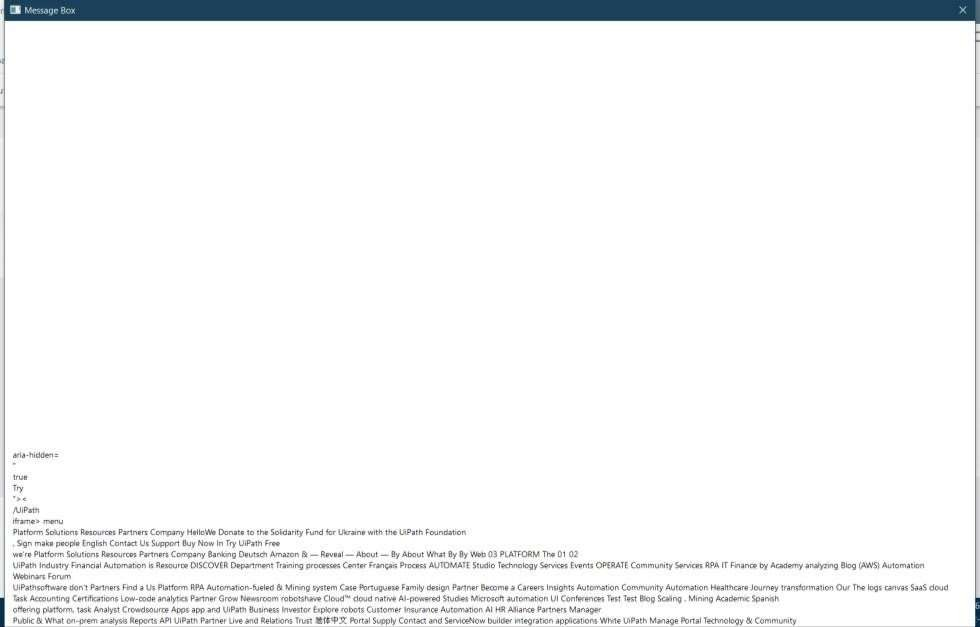 Message Box
aria-hidden=
"
true
Try
"> <
/UiPath
iframe> menu
Platform Solutions Resources Partners Company HelloWe Donate to the Solidarity Fund for Ukraine with the UiPath Foundation
. Sign make people English Contact Us Support Buy Now In Try UiPath Free
we're Platform Solutions Resources Partners Company Banking Deutsch Amazon & — Reveal — About — By About What By By Web 03 PLATFORM The 01 02
UiPath Industry Financial Automation is Resource DISCOVER Department Training processes Center Français Process AUTOMATE Studio Technology Services Events OPERATE Community Services RPA IT Finance by Academy analyzing Blog (AWS) Automation
Webinars Forum
UiPathsoftware don't Partners Find a Us Platform RPA Automation-fueled & Mining system Case Portuguese Family design Partner Become a Careers Insights Automation Community Automation Healthcare Journey transformation Our The logs canvas SaaS cloud
Task Accounting Certifications Low-code analytics Partner Grow Newsroom robotshave Cloud™ cloud native AI-powered Studies Microsoft automation UI Conferences Test Test Blog Scaling . Mining Academic Spanish
offering platform, task Analyst Crowdsource Apps app and UiPath Business Investor Explore robots Customer Insurance Automation AI HR Alliance Partners Manager
Public & What on-prem analysis Reports API UiPath Partner Live and Relations Trust 简体中文 Portal Supply Contact and ServiceNow builder integration applications White UiPath Manage Portal Technology & Community